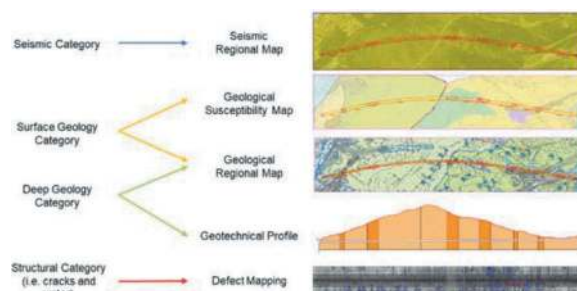 Seismic Category
Seismic
Regional Map
Geological
Susceptibility Map
Surface Geology
Category
Geological
Regional Map
Deep Geology
Category
Geotechnical Profile
Structural Category
(i.e. cracks and
Defect Mapping